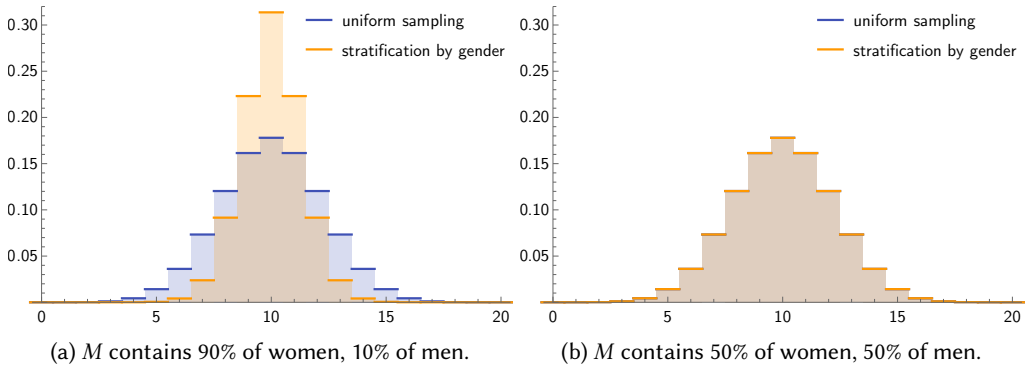 0.30
0.25
0.20
0.15
0.10
0.05
0 5 10 15 20
uniform sampling
stratification by gender
(a) M contains 90% of women, 10% of men.
0.30
0.25
0.20
0.15
0.10
0.05
0 5 10 15 20
uniform sampling
stratification by gender
(b) M contains 50% of women, 50% of men.